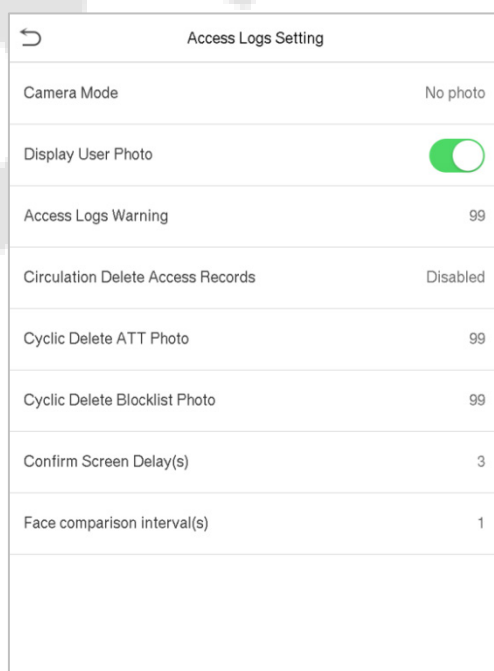 Access Logs Setting
Camera Mode No photo
Display User Photo
Access Logs Warning 99
Circulation Delete Access Records Disabled
Cyclic Delete ATT Photo 99
Cyclic Delete Blocklist Photo 99
Confirm Screen Delay(s) 3
Face comparison interval(s) 1